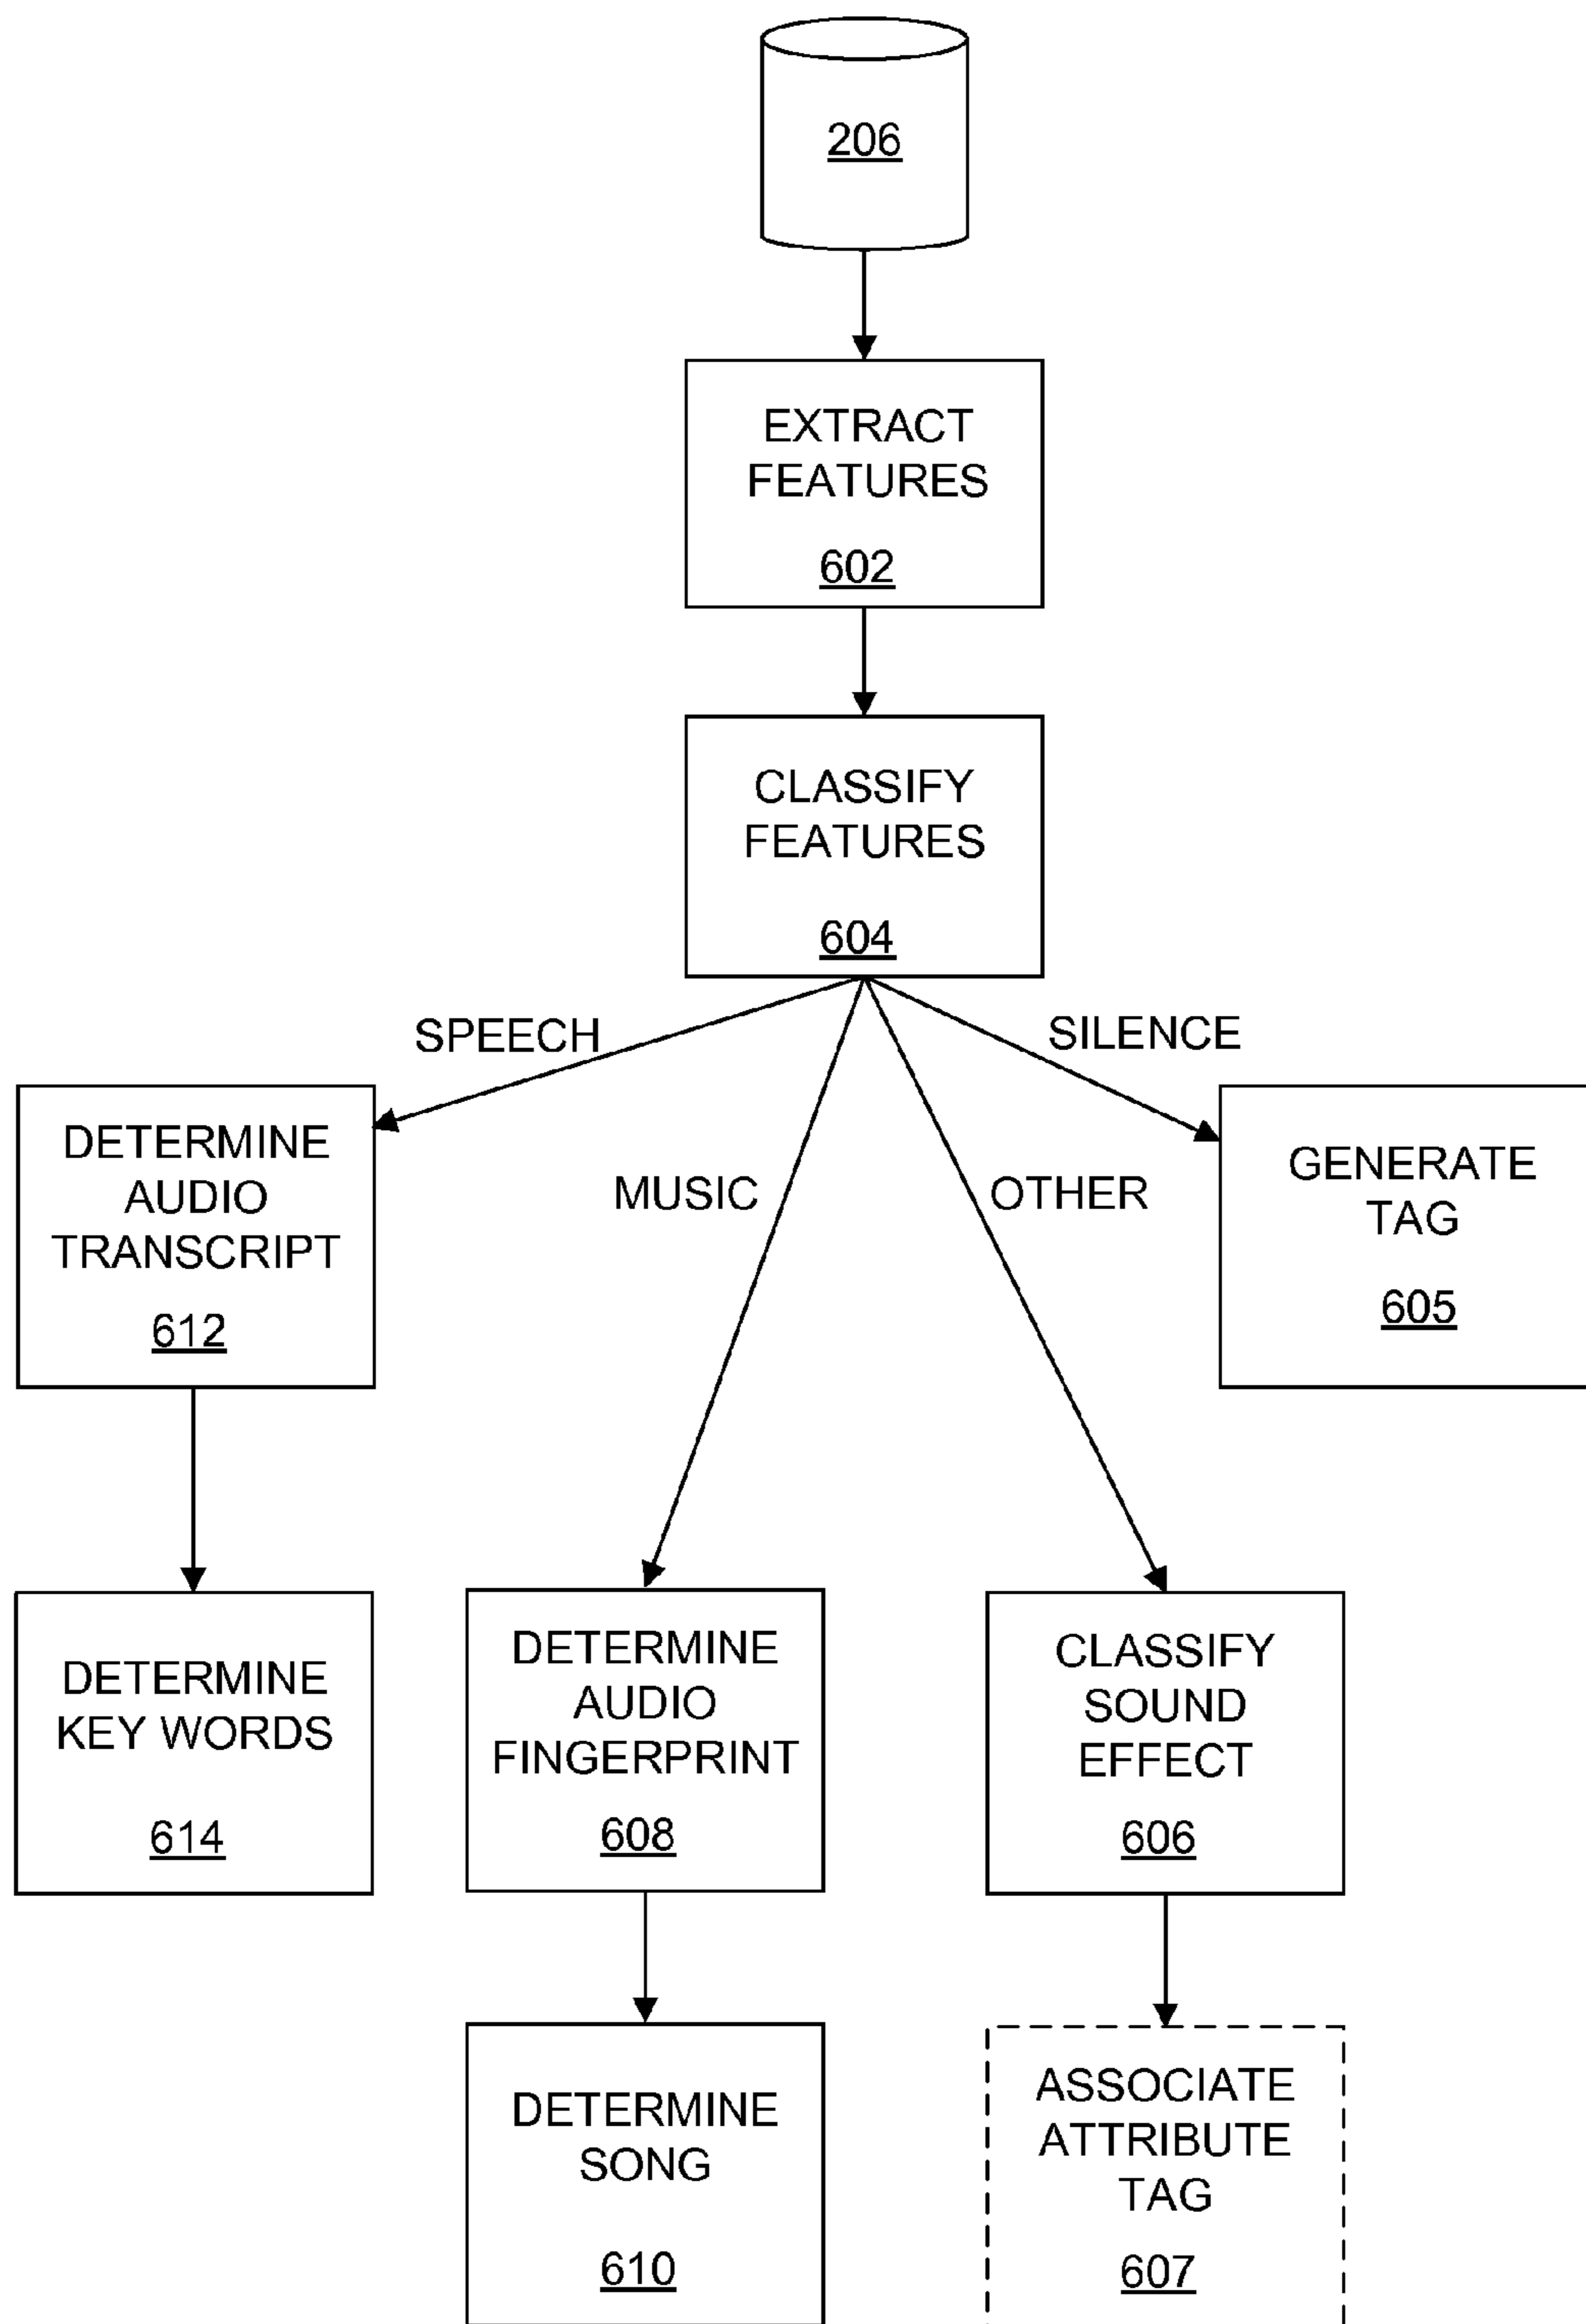 206
EXTRACT
FEATURES
602
CLASSIFY
FEATURES
604
SPEECH
SILENCE
MUSIC
OTHER
DETERMINE
AUDIO
TRANSCRIPT
612
GENERATE
TAG
605
DETERMINE
KEY WORDS
614
DETERMINE
AUDIO
FINGERPRINT
608
CLASSIFY
SOUND
EFFECT
606
DETERMINE
SONG
610
ASSOCIATE
ATTRIBUTE
TAG
607